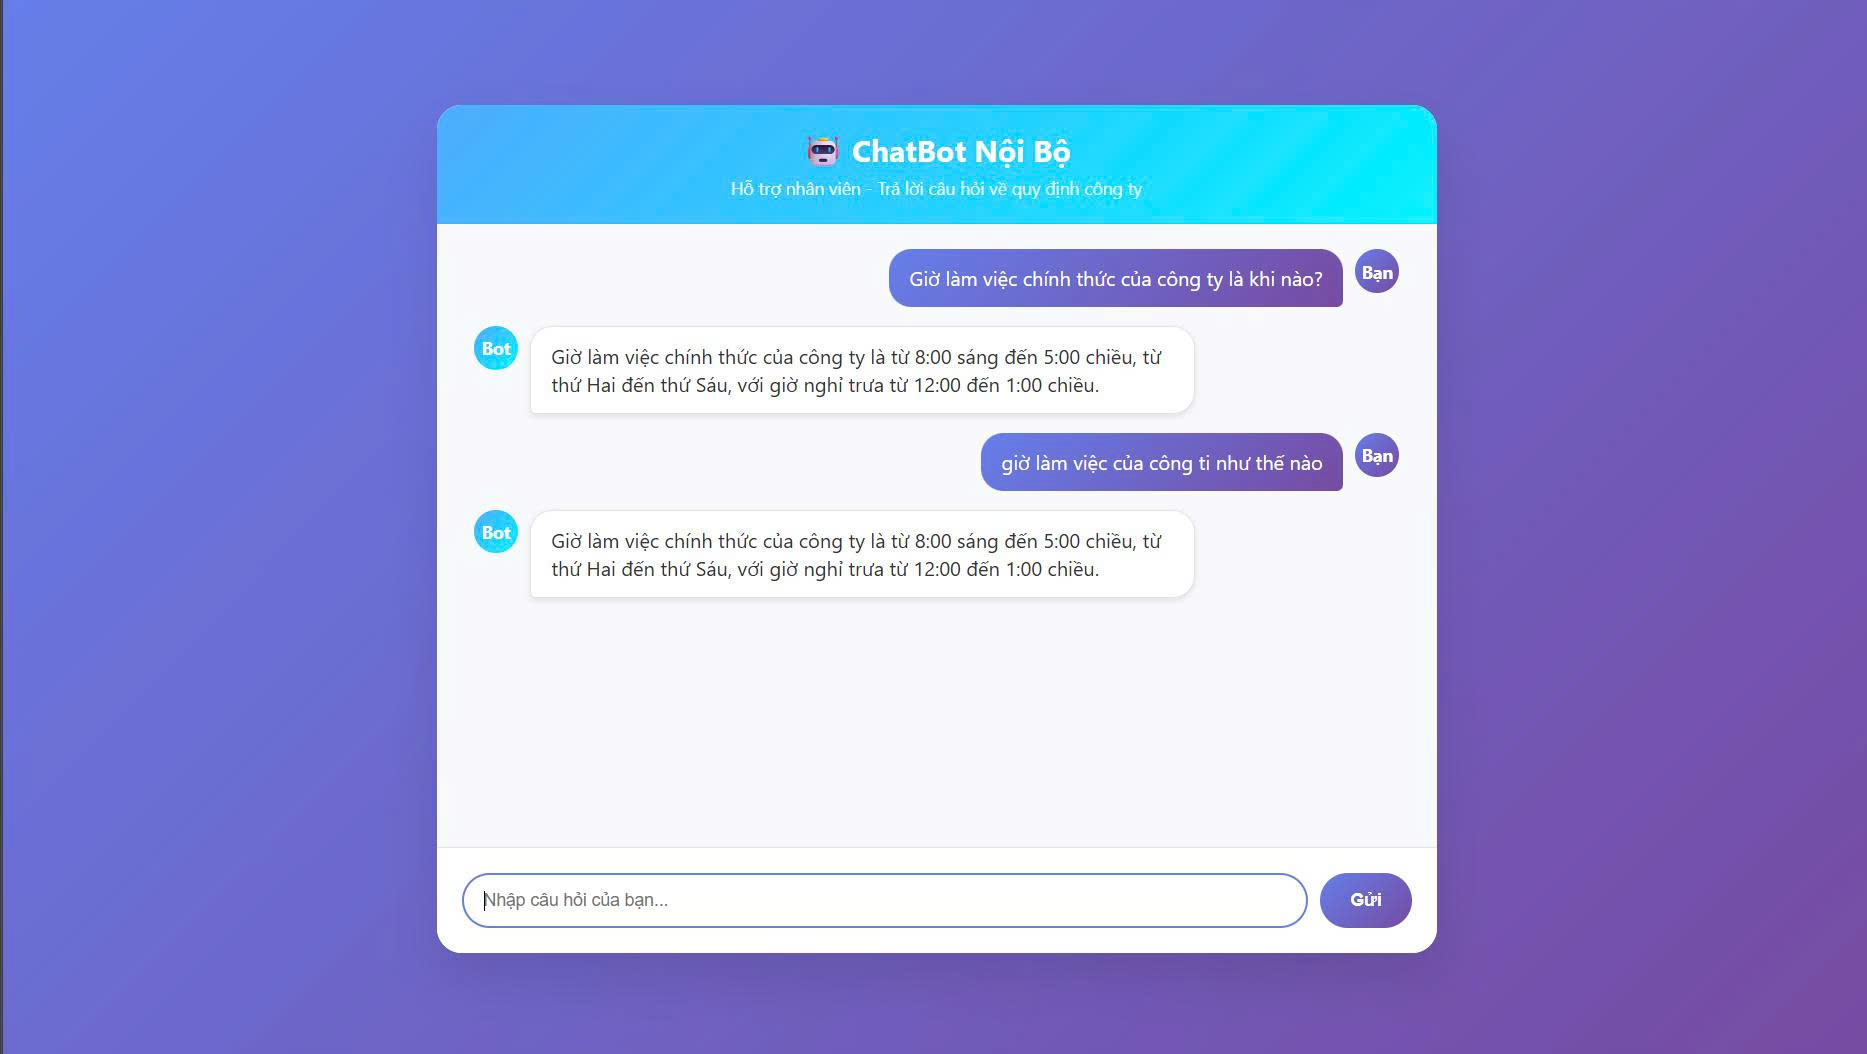 ChatBot Nội Bộ
Hỗ trợ nhân viên - Trả lời câu hỏi về quy định công ty
Giờ làm việc chính thức của công ty là khi nào?
Bạn
Bot
Giờ làm việc chính thức của công ty là từ 8:00 sáng đến 5:00 chiều, từ
thứ Hai đến thứ Sáu, với giờ nghỉ trưa từ 12:00 đến 1:00 chiều.
giờ làm việc của công ti như thế nào
Bạn
Bot
Giờ làm việc chính thức của công ty là từ 8:00 sáng đến 5:00 chiều, từ
thứ Hai đến thứ Sáu, với giờ nghỉ trưa từ 12:00 đến 1:00 chiều.
Nhập câu hỏi của bạn...
Gửi